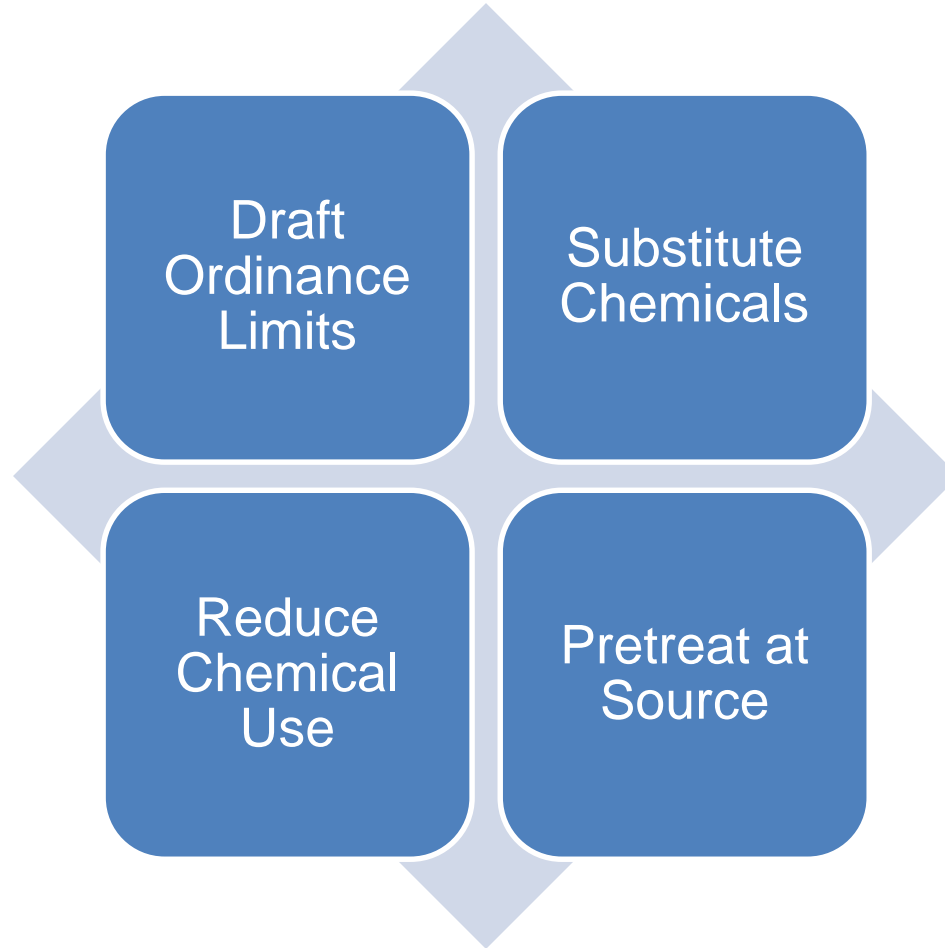 Draft
Ordinance
Limits
Substitute
Chemicals
Reduce
Chemical
Use
Pretreat at
Source